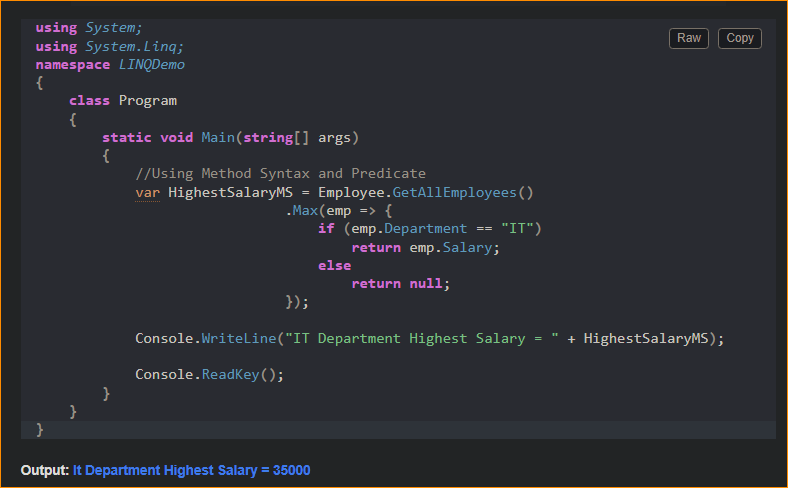 using System;
Raw Copy
using System.Linq;
namespace LINQDemo
{
class Program
{
static void Main(string[] args)
{
//Using Method Syntax and Predicate
var HighestSalaryMS = Employee.GetAllEmployees()
.Max(emp => {
if (emp.Department == "IT")
return emp.Salary;
else
return null;
});
Console.WriteLine("IT Department Highest Salary = " + HighestSalaryMS);
Console.ReadKey();
}
}
}
Output: It Department Highest Salary = 35000